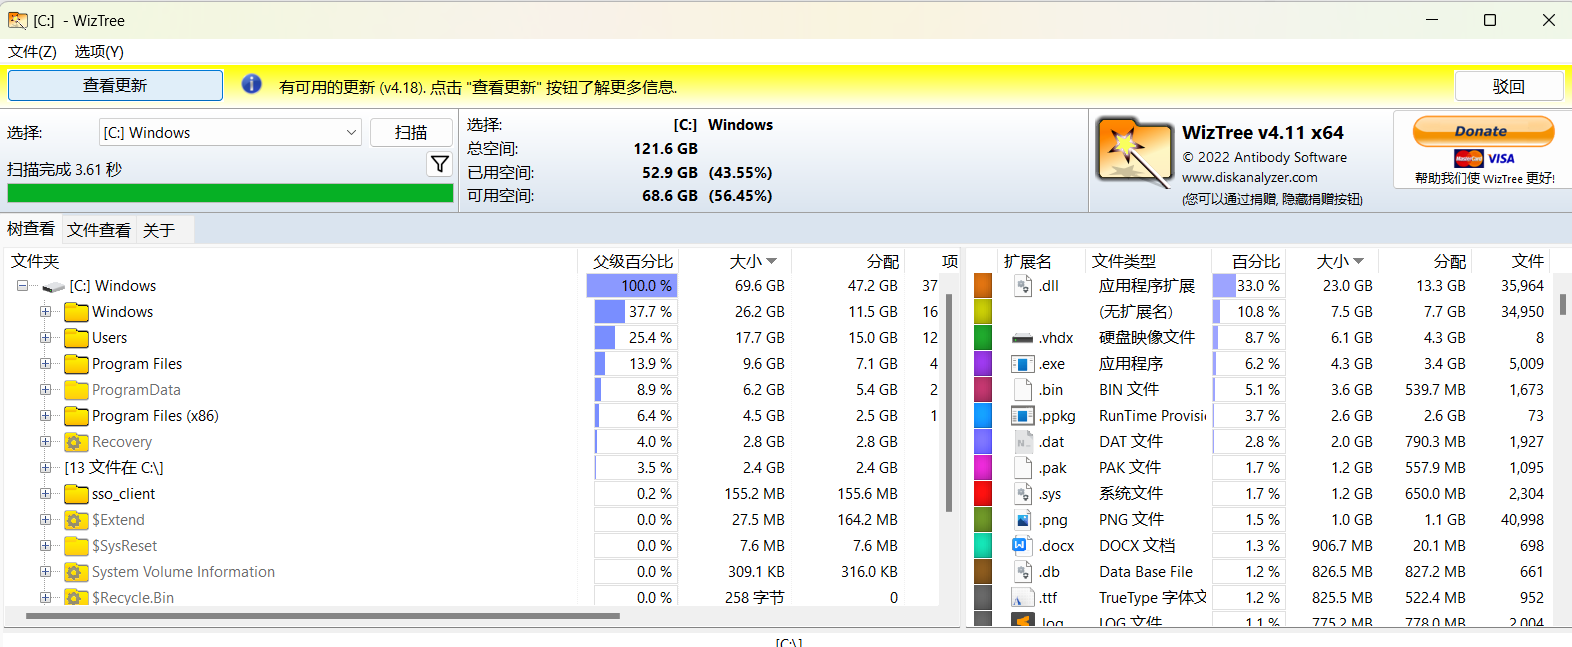 [C:] - WizTree
文件(Z) 选项(Y)
查看更新 有可用的更新 (v4.18). 点击 "查看更新" 按钮了解更多信息. 驳回
选择: [C:] Windows 扫描
扫描完成 3.61 秒
选择: [C:] Windows
总空间: 121.6 GB
已用空间: 52.9 GB (43.55%)
可用空间: 68.6 GB (56.45%)
WizTree v4.11 x64
© 2022 Antibody Software
www.diskanalyzer.com
(您可以通过捐赠, 隐藏捐赠按钮)
Donate
MasterCard VISA
帮助我们使 WizTree 更好!
树查看 文件查看 关于
文件夹 父级百分比 大小 分配 项
[C:] Windows 100.0 % 69.6 GB 47.2 GB 37
Windows 37.7 % 26.2 GB 11.5 GB 16
Users 25.4 % 17.7 GB 15.0 GB 12
Program Files 13.9 % 9.6 GB 7.1 GB 4
ProgramData 8.9 % 6.2 GB 5.4 GB 2
Program Files (x86) 6.4 % 4.5 GB 2.5 GB 1
Recovery 4.0 % 2.8 GB 2.8 GB
[13 文件在 C:\] 3.5 % 2.4 GB 2.4 GB
sso_client 0.2 % 155.2 MB 155.6 MB
$Extend 0.0 % 27.5 MB 164.2 MB
$SysReset 0.0 % 7.6 MB 7.6 MB
System Volume Information 0.0 % 309.1 KB 316.0 KB
$Recycle.Bin 0.0 % 258 字节 0
扩展名 文件类型 百分比 大小 分配 文件
.dll 应用程序扩展 33.0 % 23.0 GB 13.3 GB 35,964
(无扩展名) 10.8 % 7.5 GB 7.7 GB 34,950
.vhdx 硬盘映像文件 8.7 % 6.1 GB 4.3 GB 8
.exe 应用程序 6.2 % 4.3 GB 3.4 GB 5,009
.bin BIN 文件 5.1 % 3.6 GB 539.7 MB 1,673
.ppkg RunTime Provisi 3.7 % 2.6 GB 2.6 GB 73
.dat DAT 文件 2.8 % 2.0 GB 790.3 MB 1,927
.pak PAK 文件 1.7 % 1.2 GB 557.9 MB 1,095
.sys 系统文件 1.7 % 1.2 GB 650.0 MB 2,304
.png PNG 文件 1.5 % 1.0 GB 1.1 GB 40,998
.docx DOCX 文档 1.3 % 906.7 MB 20.1 MB 698
.db Data Base File 1.2 % 826.5 MB 827.2 MB 661
.ttf TrueType 字体文 1.2 % 825.5 MB 522.4 MB 952
.log LOG 文件 1.1 % 775.2 MB 778.0 MB 2,004
[C:\]